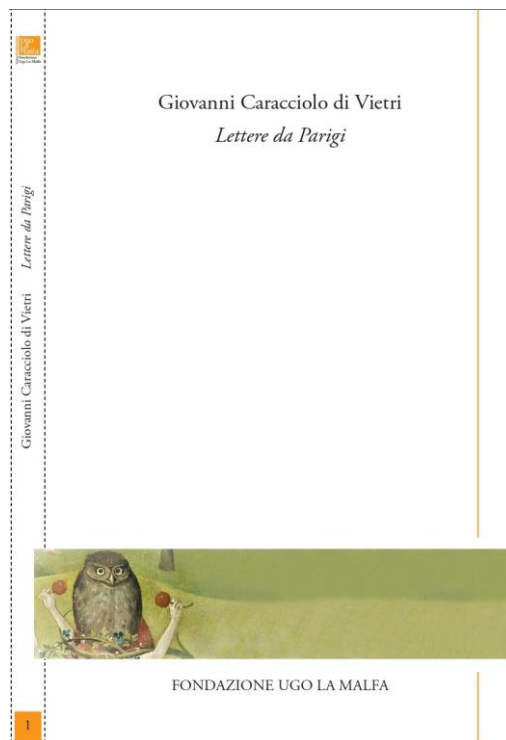 Giovanni Caracciolo di Vietri
Lettere da Parigi
FONDAZIONE UGO LA MALFA
Giovanni Caracciolo di Vietri Lettere da Parigi
1